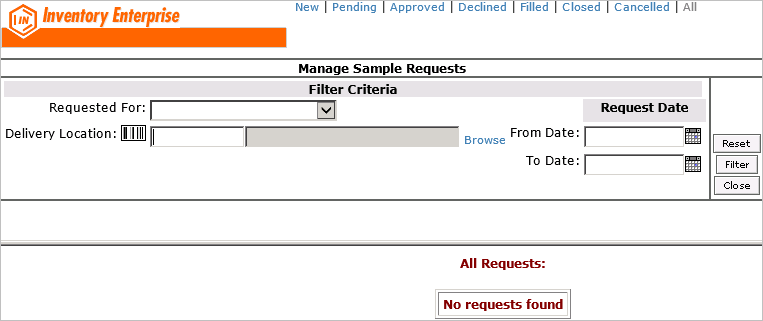 IN Inventory Enterprise
New | Pending | Approved | Declined | Filled | Closed | Cancelled | All
Manage Sample Requests
Filter Criteria
Requested For:
Request Date
Delivery Location:
Browse
From Date:
To Date:
Reset
Filter
Close
All Requests:
No requests found